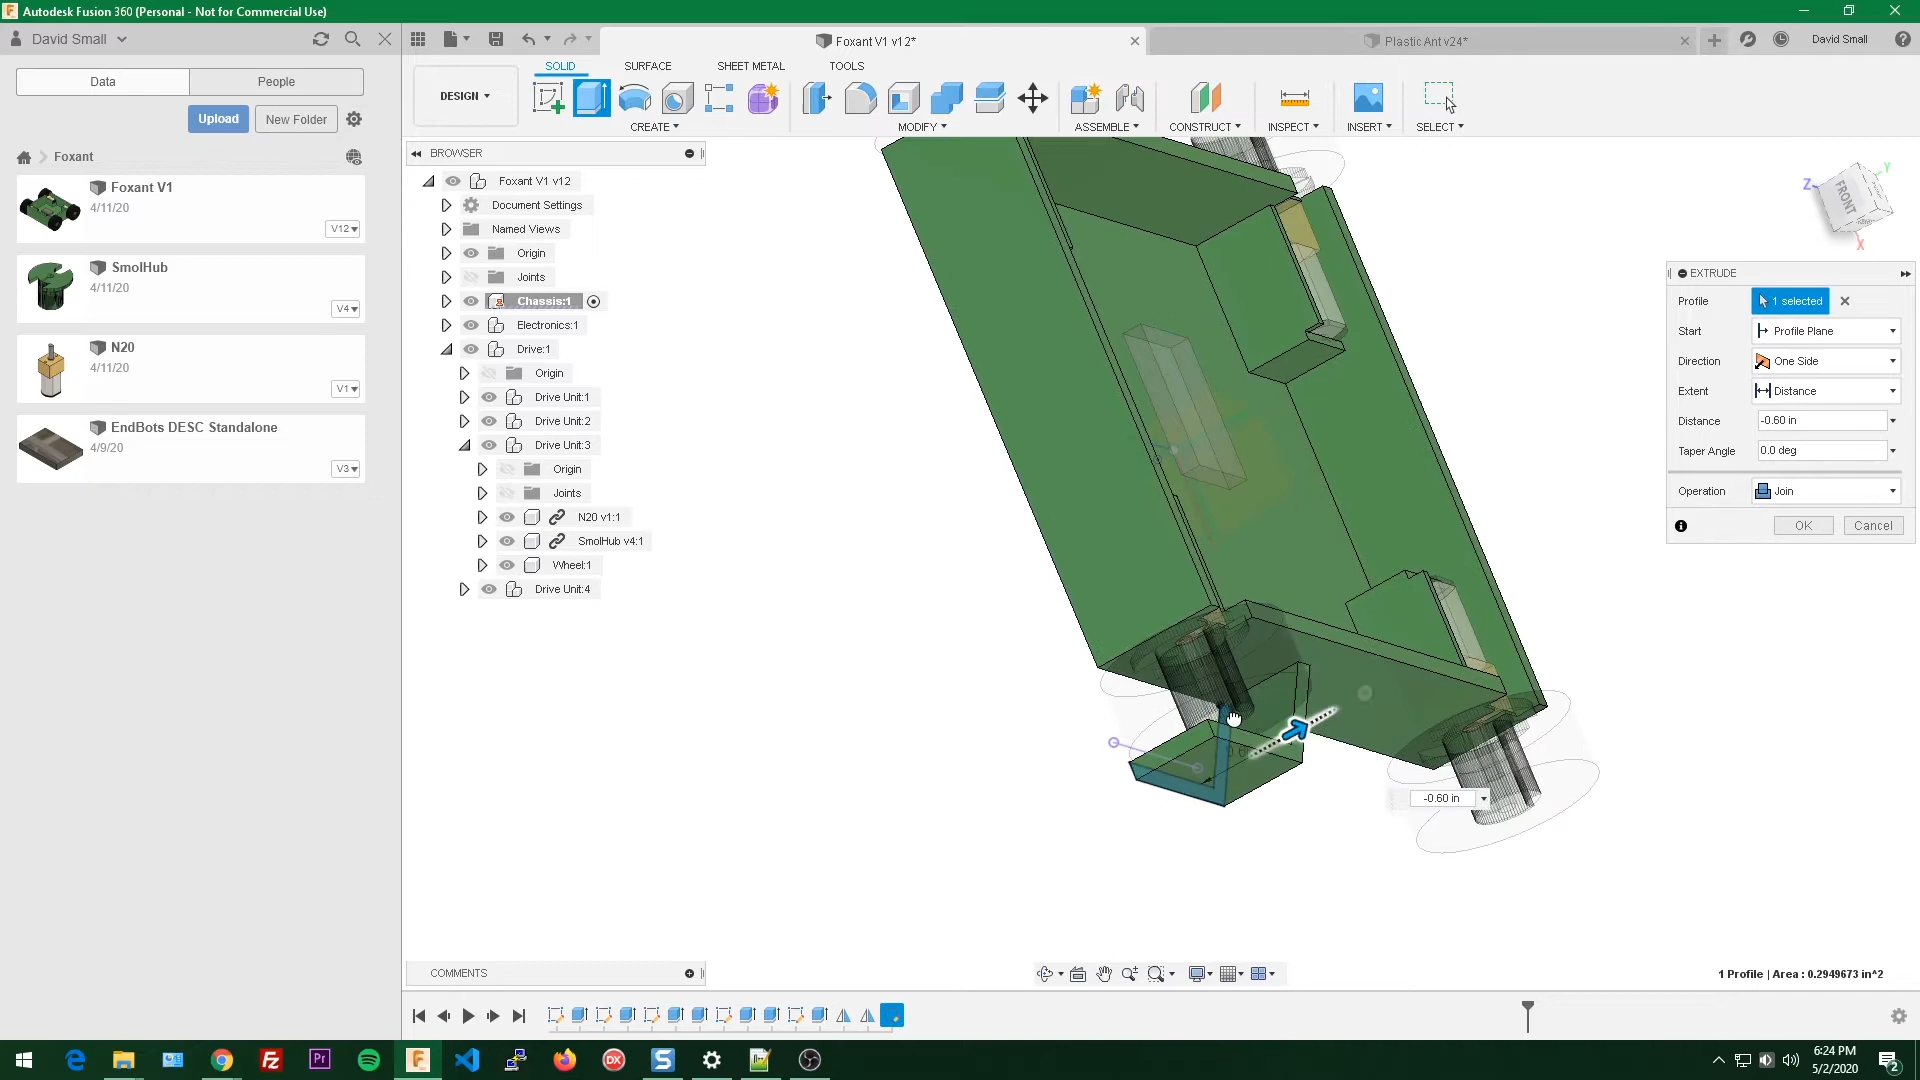 Autodesk Fusion 360 (Personal - Not for Commercial Use)
David Small
Foxant V1 v12*
Plastic Ant v24*
David Small
Data
People
Upload
New Folder
Foxant
Foxant V1
4/11/20
V12
SmolHub
4/11/20
V4
N20
4/11/20
V1
EndBots DESC Standalone
4/9/20
V3
SOLID
SURFACE
SHEET METAL
TOOLS
DESIGN
CREATE
MODIFY
ASSEMBLE
CONSTRUCT
INSPECT
INSERT
SELECT
BROWSER
Foxant V1 v12
Document Settings
Named Views
Origin
Joints
Chassis:1
Electronics:1
Drive:1
Origin
Drive Unit:1
Drive Unit:2
Drive Unit:3
Origin
Joints
N20 v1:1
SmolHub v4:1
Wheel:1
Drive Unit:4
Z
Y
FRONT
X
EXTRUDE
Profile
1 selected
Start
Profile Plane
Direction
One Side
Extent
Distance
Distance
-0.60 in
Taper Angle
0.0 deg
Operation
Join
OK
Cancel
-0.60 in
COMMENTS
1 Profile | Area : 0.2949673 in^2
6:24 PM
5/2/2020
2